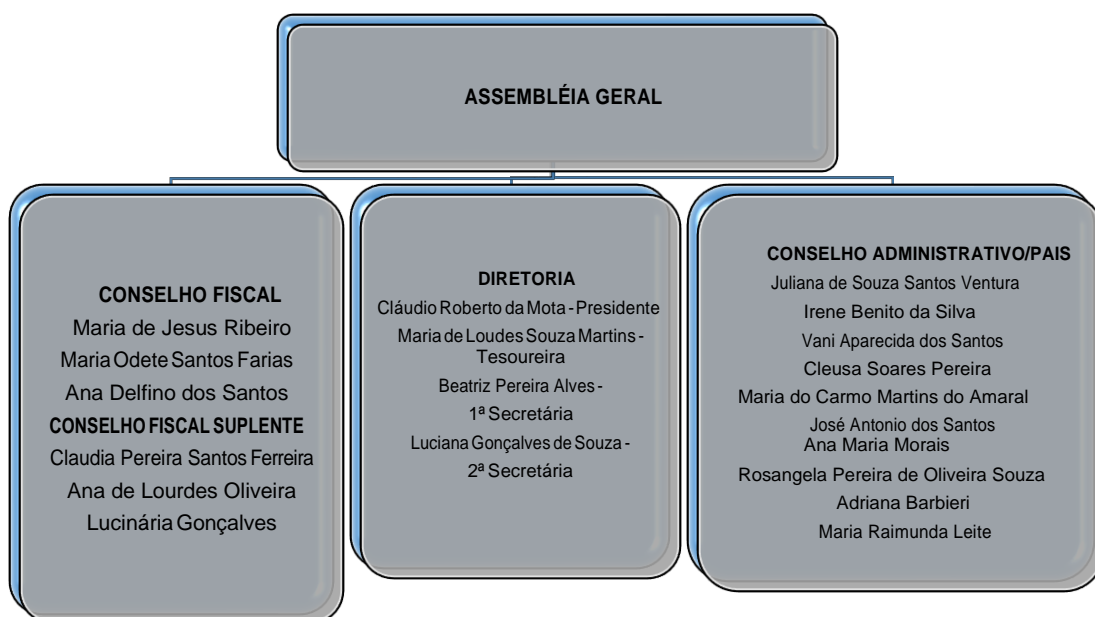 ASSEMBLÉIA GERAL
CONSELHO FISCAL
Maria de Jesus Ribeiro
Maria Odete Santos Farias
Ana Delfino dos Santos
CONSELHO FISCAL SUPLENTE
Claudia Pereira Santos Ferreira
Ana de Lourdes Oliveira
Lucinária Gonçalves
DIRETORIA
Cláudio Roberto da Mota - Presidente
Maria de Loudes Souza Martins -
Tesoureira
Beatriz Pereira Alves -
1ª Secretária
Luciana Gonçalves de Souza -
2ª Secretária
CONSELHO ADMINISTRATIVO/PAIS
Juliana de Souza Santos Ventura
Irene Benito da Silva
Vani Aparecida dos Santos
Cleusa Soares Pereira
Maria do Carmo Martins do Amaral
José Antonio dos Santos
Ana Maria Morais
Rosangela Pereira de Oliveira Souza
Adriana Barbieri
Maria Raimunda Leite